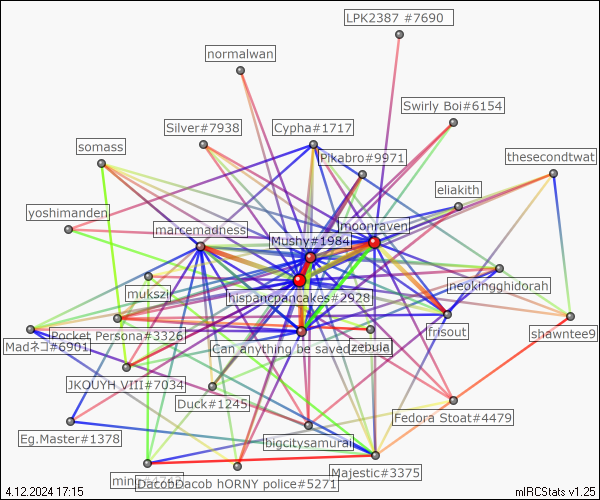 LPK2387 #7690
normalwan
Swirly Boi#6154
Silver#7938
Cypha#1717
somass
Pikabro#9971
thesecondtwat
eliakith
yoshimanden
moonraven
marcemadness
Mushy#1984
neokingghidorah
mukszii
hispancpancakes#2928
Pocket Persona#3326
frisout
shawntee9
Madネコ#6901
Can anything be saved
zebula
JKOUYH VIII#7034
Duck#1245
Fedora Stoat#4479
Eg.Master#1378
bigcitysamurai
Majestic#3375
DacobDacob hORNY police#5271
4.12.2024 17:15
mIRCStats v1.25